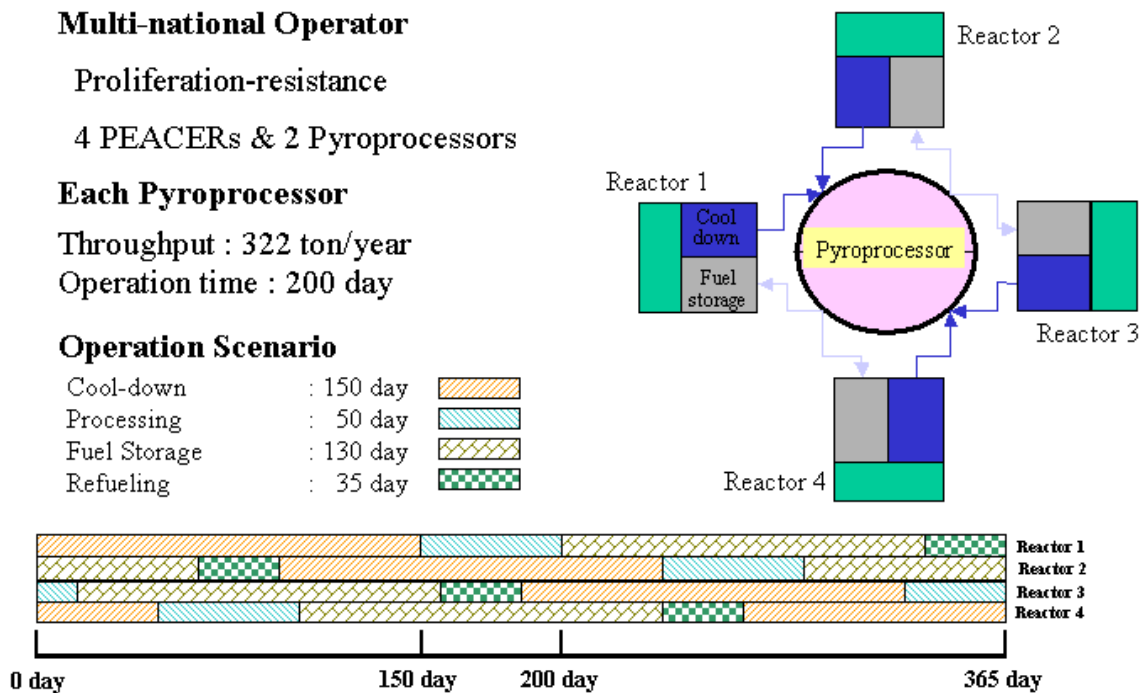 Multi-national Operator
Proliferation-resistance
4 PEACERs & 2 Pyroprocessors
Each Pyroprocessor
Throughput : 322 ton/year
Operation time : 200 day
Operation Scenario
Cool-down : 150 day
Processing : 50 day
Fuel Storage : 130 day
Refueling : 35 day
Reactor 2
Reactor 1
Cool
down
Fuel
storage
Pyroprocessor
Reactor 3
Reactor 4
Reactor 1
Reactor 2
Reactor 3
Reactor 4
0 day 150 day 200 day 365 day